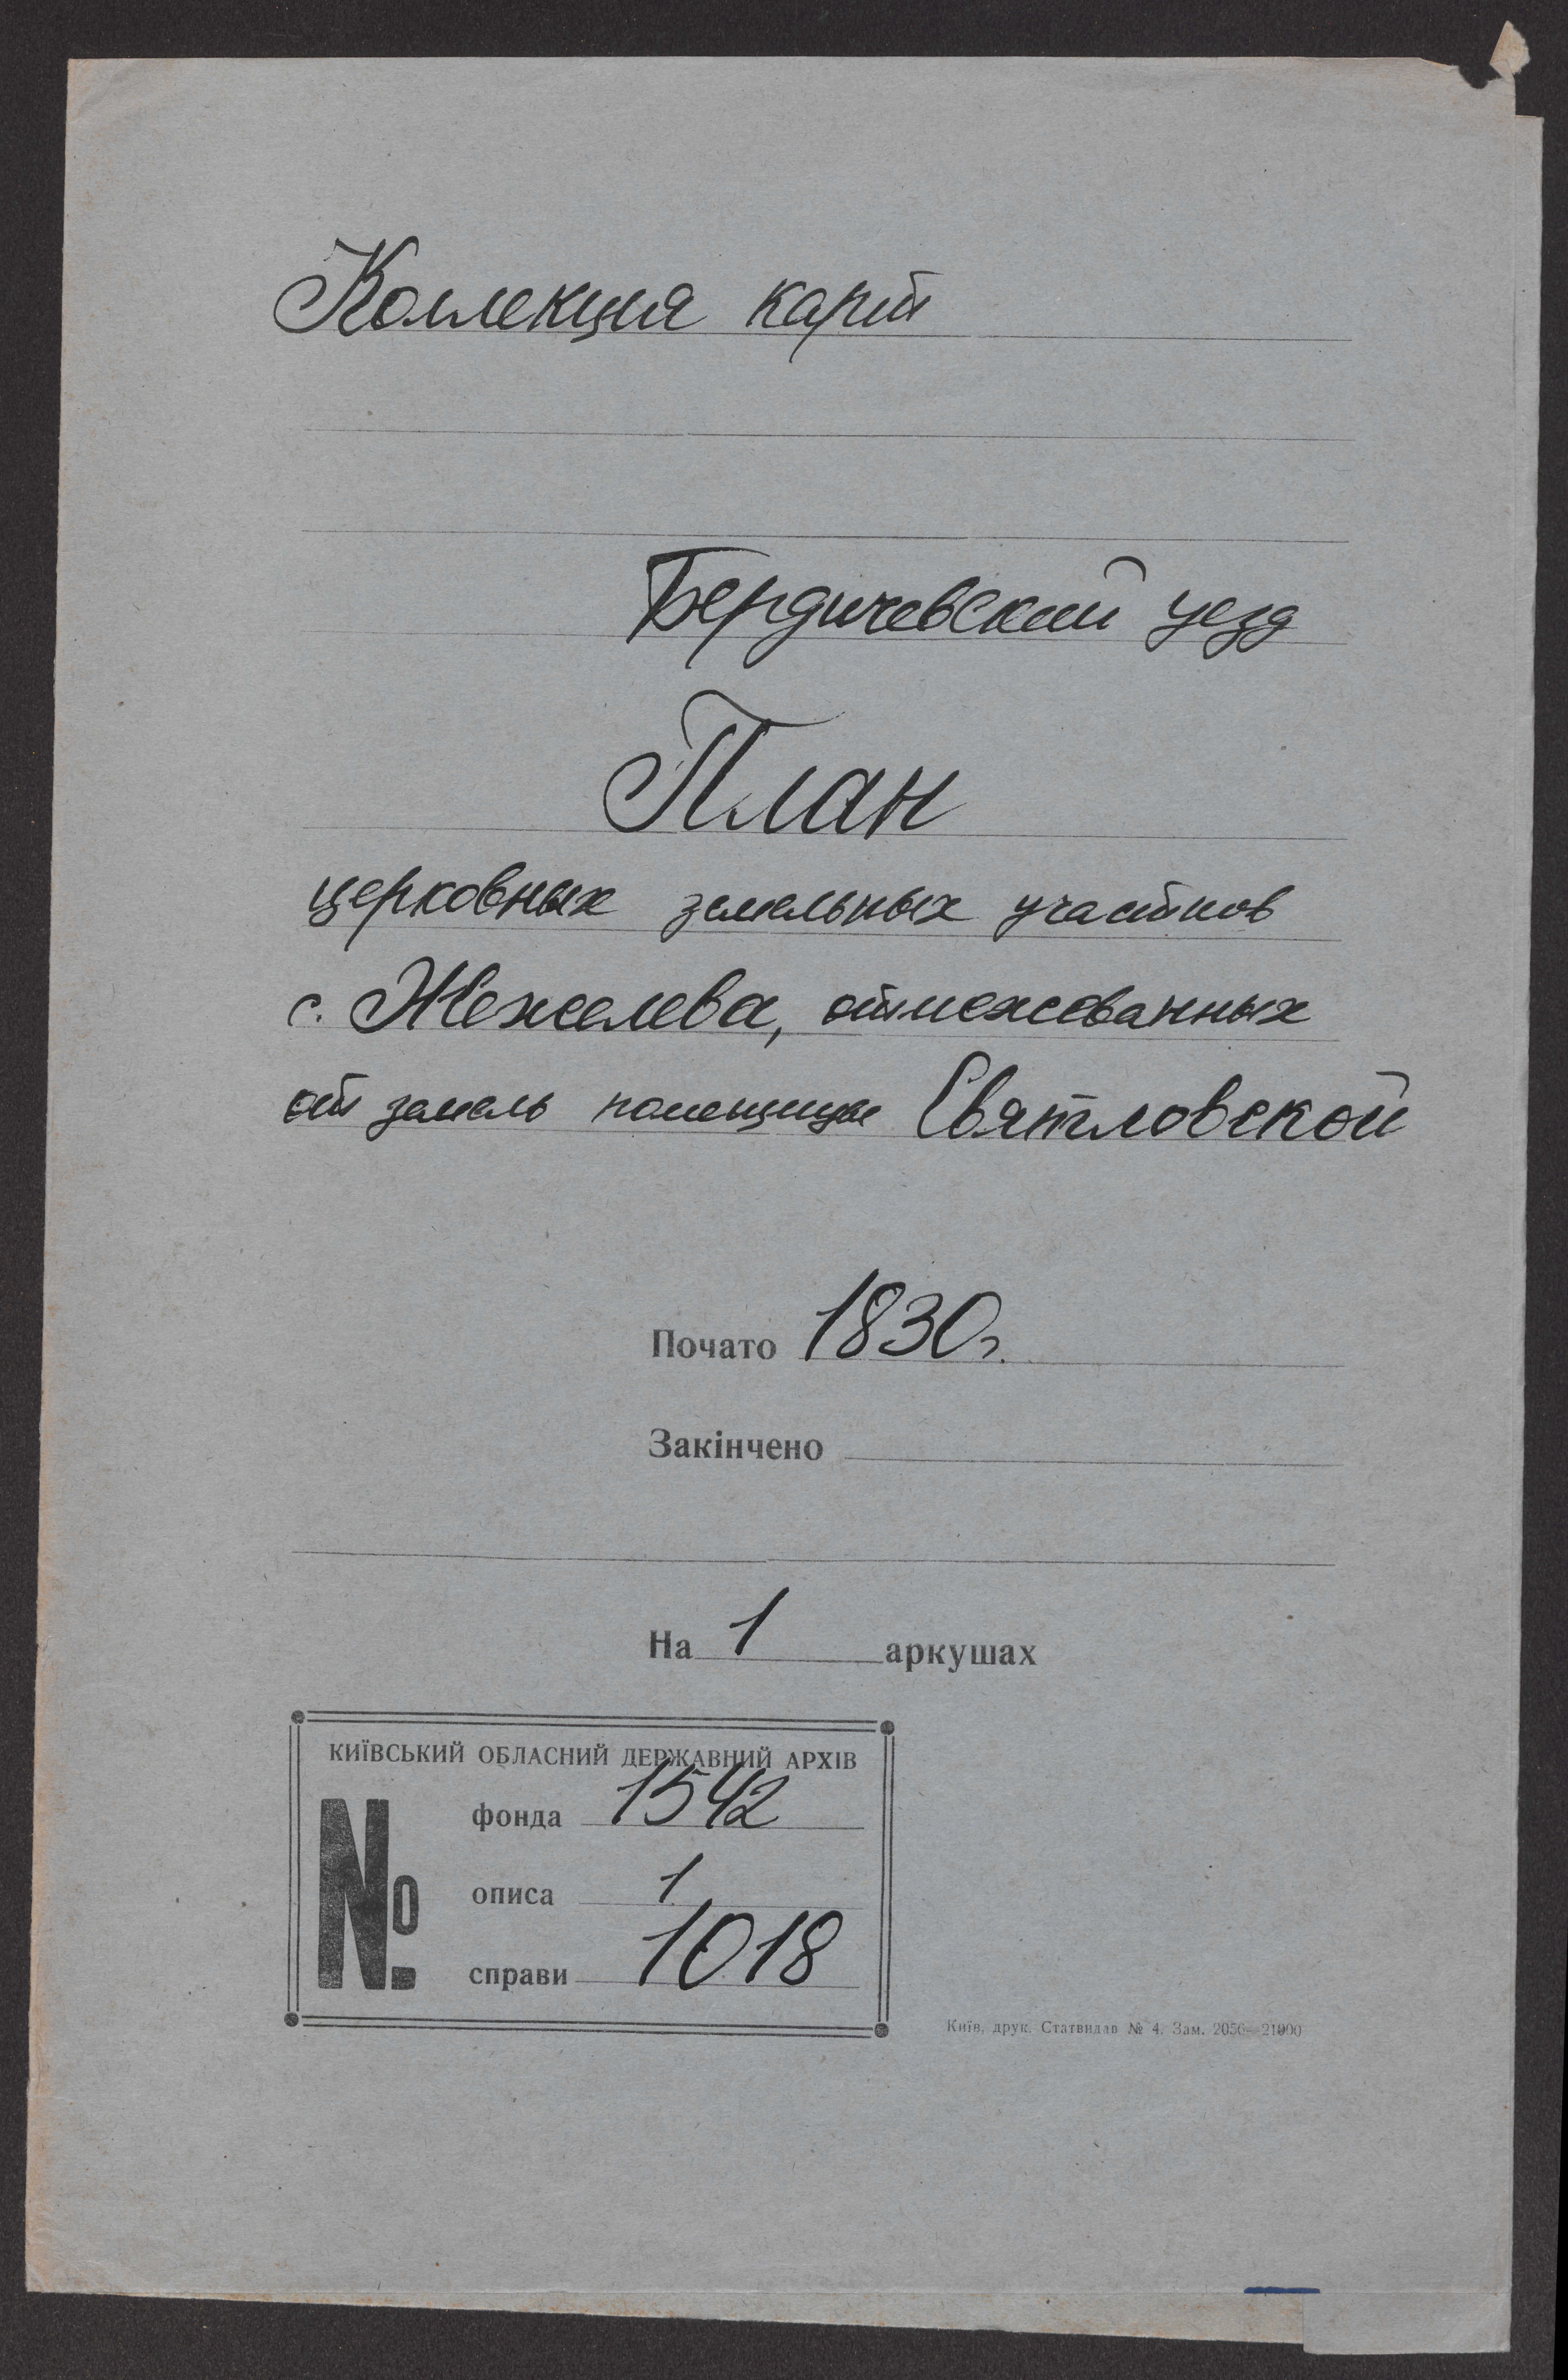 Коллекция карт
Бердичевский уезд
План
церковных земельных участков
с. Жежелева, отмежеванных
от земель помещицы Святловской
Почато 1830 г.
Закінчено
На 1 аркушах
КИЇВСЬКИЙ ОБЛАСНИЙ ДЕРЖАВНИЙ АРХІВ
№
фонда 1542
описа 1
справи 1018
Київ, друк. Статвидав № 4. Зам. 2056—21000